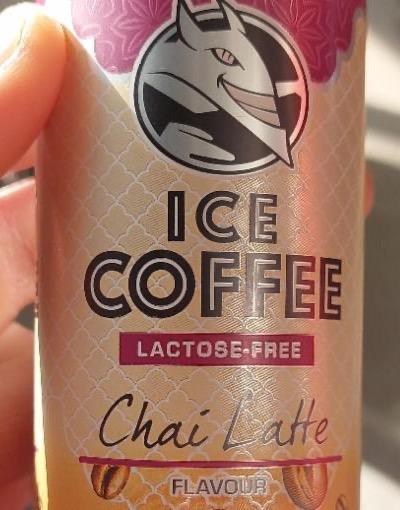 ICE
COFFEE
LACTOSE-FREE
Chai Latte
FLAVOUR